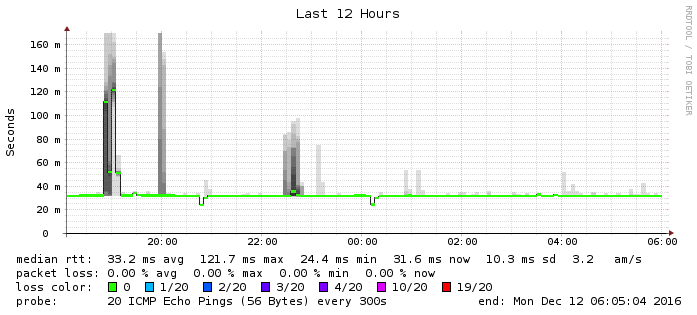 Last 12 Hours
RRDTOOL / TOBI OETIKER
Seconds
160 m
140 m
120 m
100 m
80 m
60 m
40 m
20 m
0
20:00 22:00 00:00 02:00 04:00 06:00
median rtt: 33.2 ms avg 121.7 ms max 24.4 ms min 31.6 ms now 10.3 ms sd 3.2 am/s
packet loss: 0.00 % avg 0.00 % max 0.00 % min 0.00 % now
loss color: 0 1/20 2/20 3/20 4/20 10/20 19/20
probe: 20 ICMP Echo Pings (56 Bytes) every 300s end: Mon Dec 12 06:05:04 2016